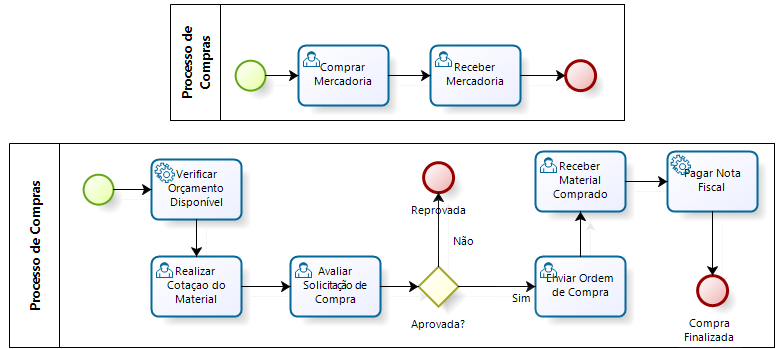 Processo de
Compras
Comprar
Mercadoria
Receber
Mercadoria
Processo de Compras
Verificar
Orçamento
Disponível
Realizar
Cotaçao do
Material
Avaliar
Solicitação de
Compra
Aprovada?
Não
Reprovada
Sim
Enviar Ordem
de Compra
Receber
Material
Comprado
Pagar Nota
Fiscal
Compra
Finalizada